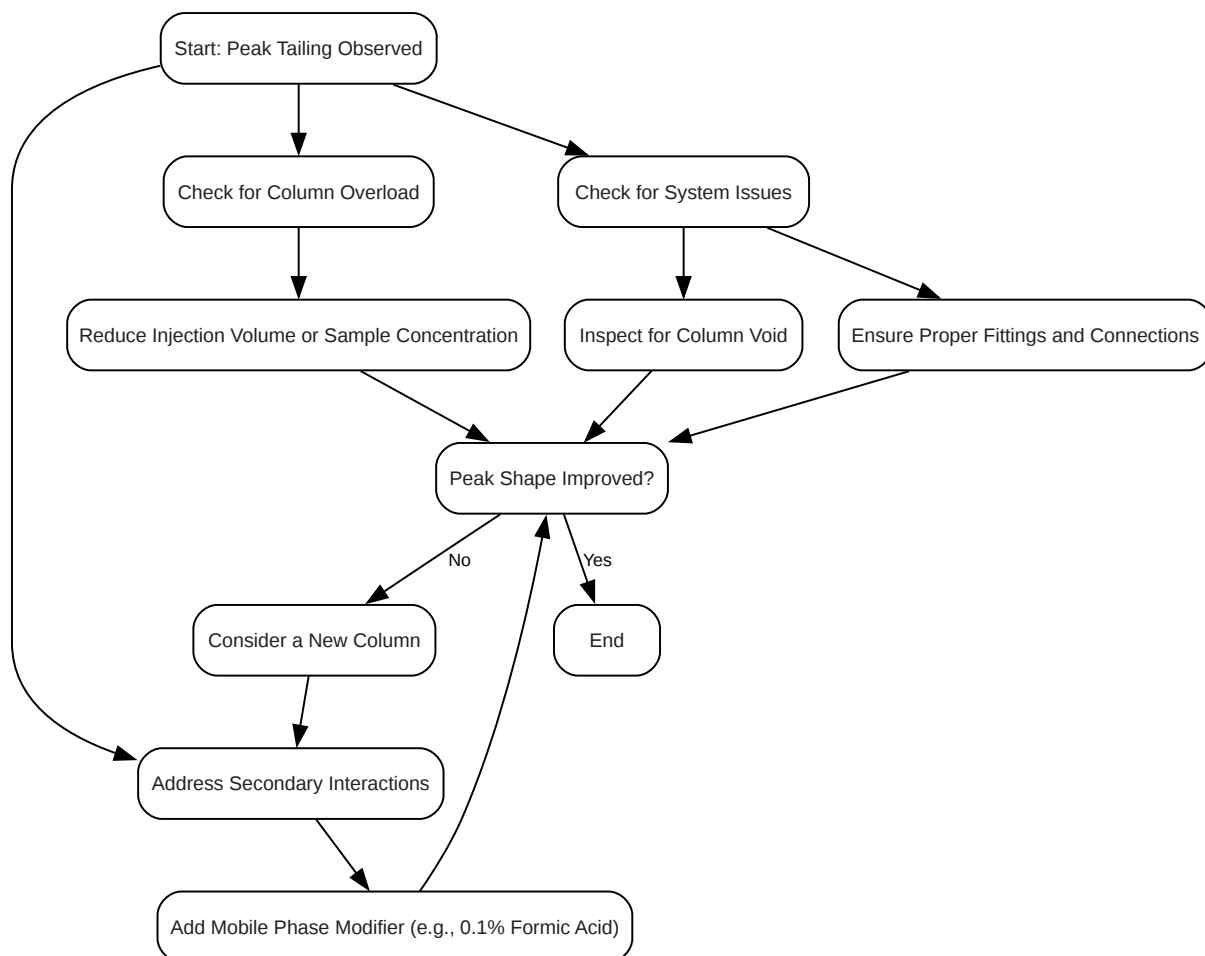 Start: Peak Tailing Observed
Check for Column Overload
Check for System Issues
Reduce Injection Volume or Sample Concentration
Inspect for Column Void
Ensure Proper Fittings and Connections
Peak Shape Improved?
No
Yes
Consider a New Column
End
Address Secondary Interactions
Add Mobile Phase Modifier (e.g., 0.1% Formic Acid)